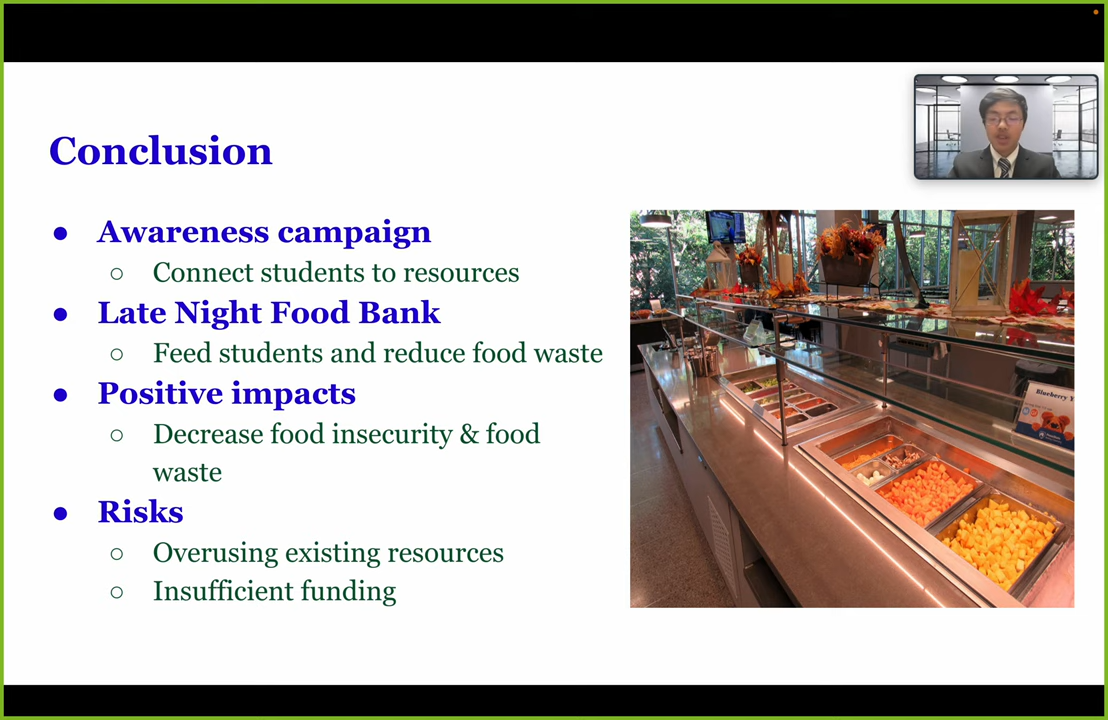 Conclusion
● Awareness campaign
○ Connect students to resources
● Late Night Food Bank
○ Feed students and reduce food waste
● Positive impacts
○ Decrease food insecurity & food
waste
● Risks
○ Overusing existing resources
○ Insufficient funding
Blueberry Y